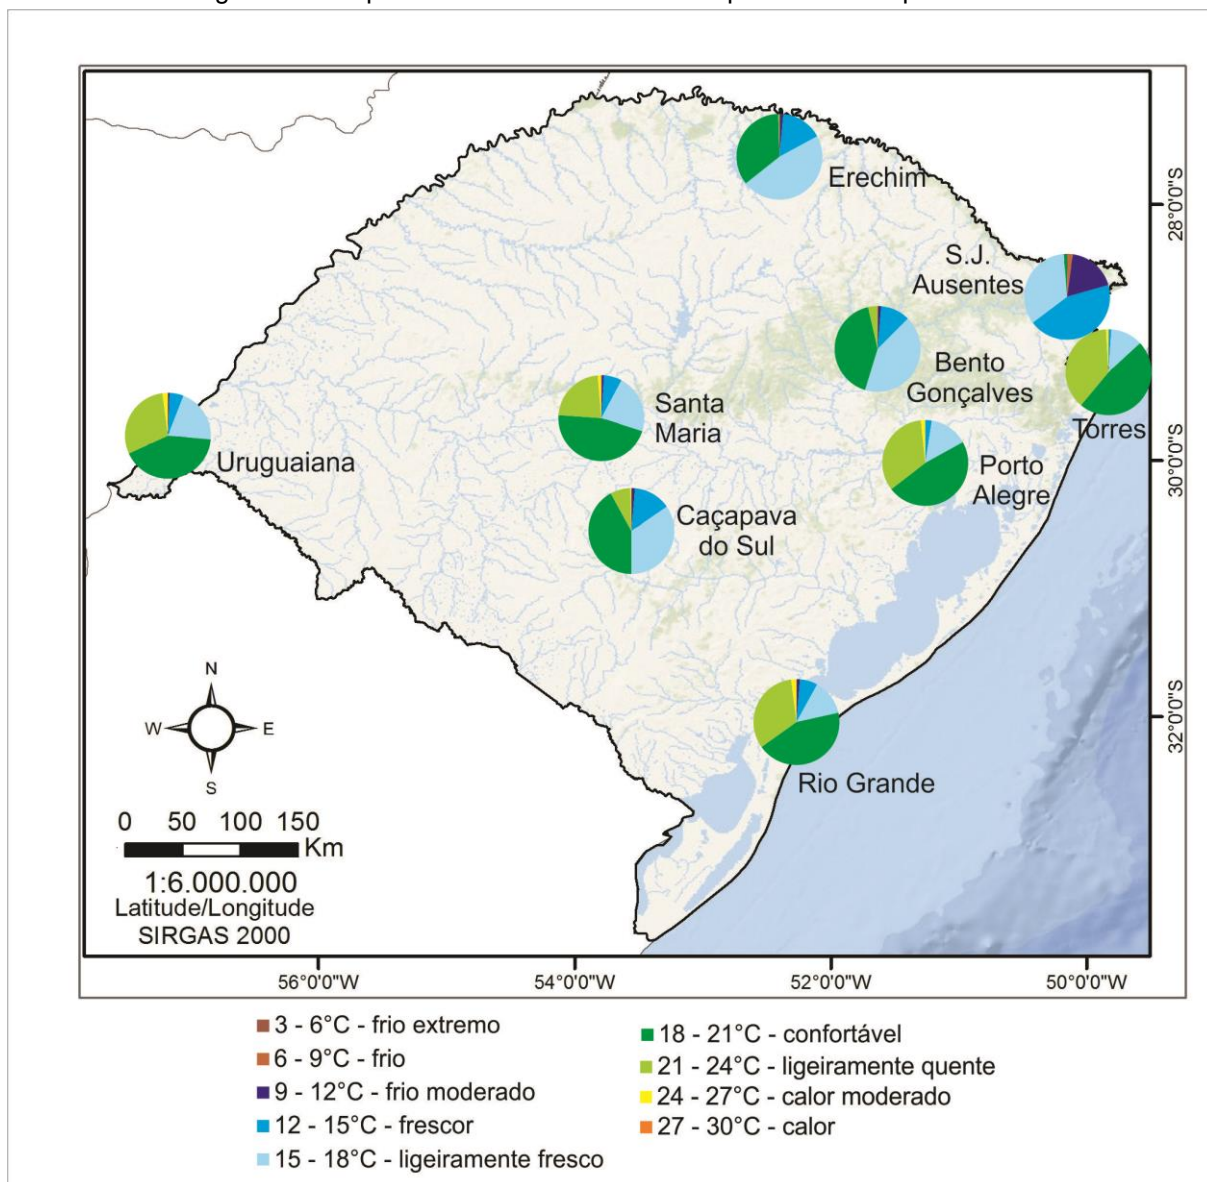 Erechim
S.J.
Ausentes
Bento
Gonçalves
Torres
Santa
Maria
Uruguaiana
Porto
Alegre
Caçapava
do Sul
Rio Grande
28°0'0"S
30°0'0"S
32°0'0"S
N
W
E
S
0 50 100 150
Km
1:6.000.000
Latitude/Longitude
SIRGAS 2000
56°0'0"W 54°0'0"W 52°0'0"W 50°0'0"W
3 - 6°C - frio extremo
6 - 9°C - frio
9 - 12°C - frio moderado
12 - 15°C - frescor
15 - 18°C - ligeiramente fresco
18 - 21°C - confortável
21 - 24°C - ligeiramente quente
24 - 27°C - calor moderado
27 - 30°C - calor